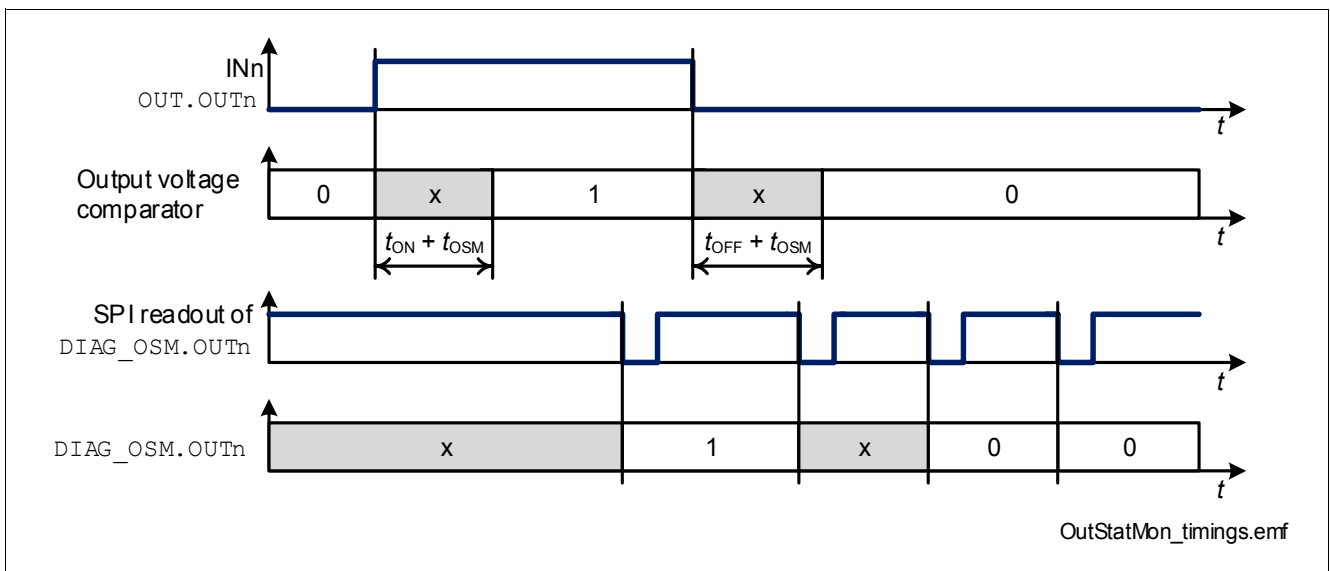 INn
OUT.OUTn
t
Output voltage
comparator
0 x 1 x 0
t
tON + tOSM tOFF + tOSM
SPI readout of
DIAG_OSM.OUTn
t
DIAG_OSM.OUTn
x 1 x 0 0
t
OutStatMon_timings.emf